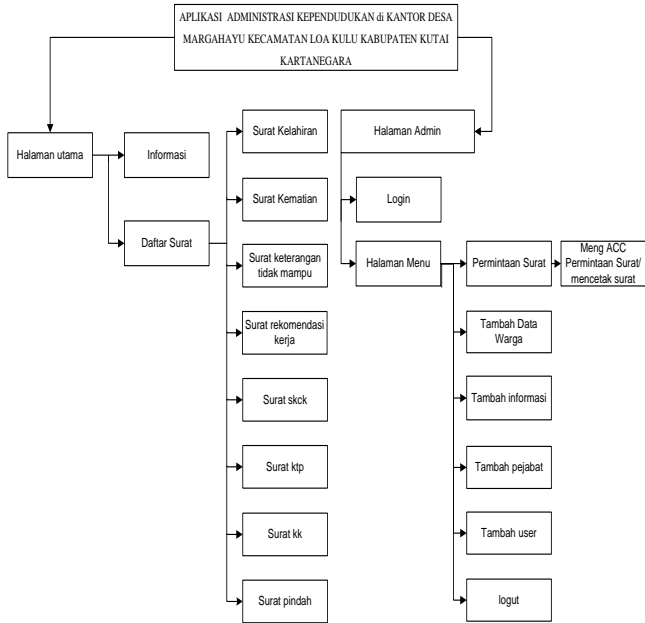 APLIKASI ADMINISTRASI KEPENDUDUKAN di KANTOR DESA
MARGAHAYU KECAMATAN LOA KULU KABUPATEN KUTAI
KARTANEGARA
Halaman utama
Informasi
Daftar Surat
Surat Kelahiran
Surat Kematian
Surat keterangan
tidak mampu
Surat rekomendasi
kerja
Surat skck
Surat ktp
Surat kk
Surat pindah
Halaman Admin
Login
Halaman Menu
Permintaan Surat
Meng ACC
Permintaan Surat/
mencetak surat
Tambah Data
Warga
Tambah informasi
Tambah pejabat
Tambah user
logut